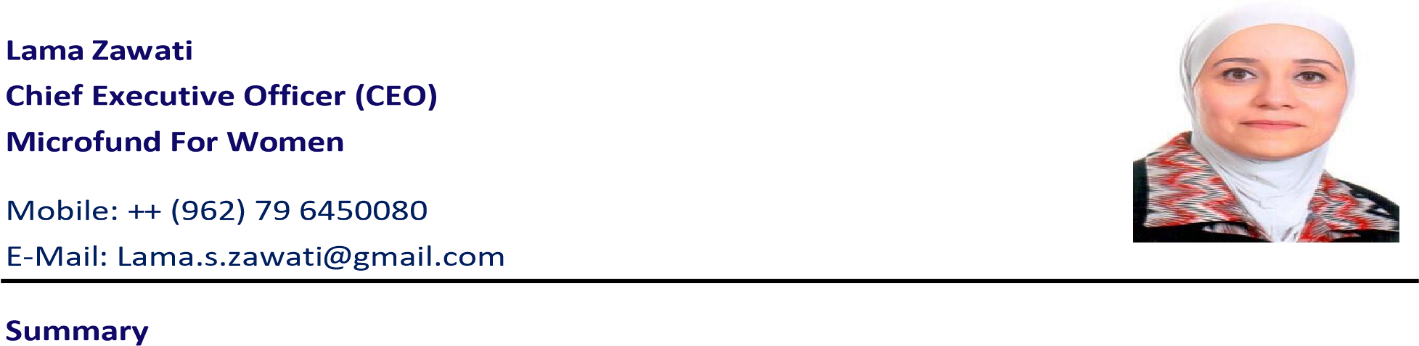 Lama Zawati
Chief Executive Officer (CEO)
Microfund For Women
Mobile: ++ (962) 79 6450080
E-Mail: Lama.s.zawati@gmail.com
Summary